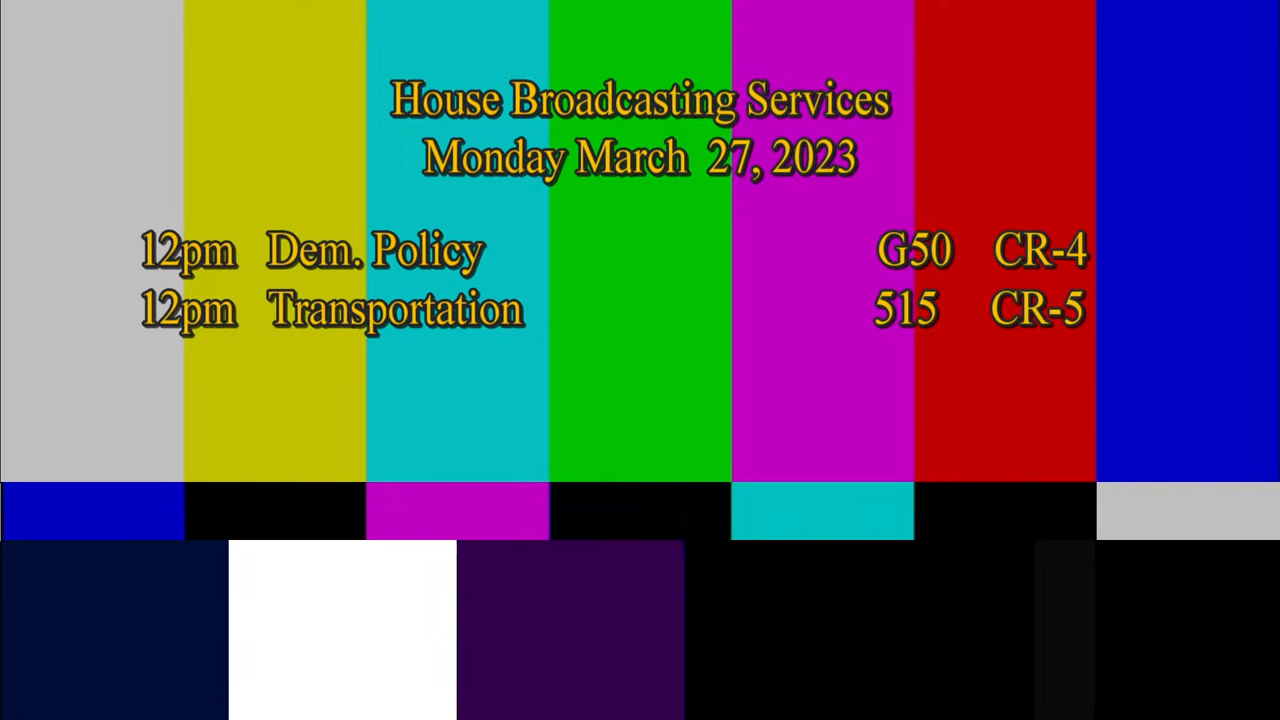 House Broadcasting Services
Monday March 27, 2023
12pm Dem. Policy G50 CR-4
12pm Transportation 515 CR-5